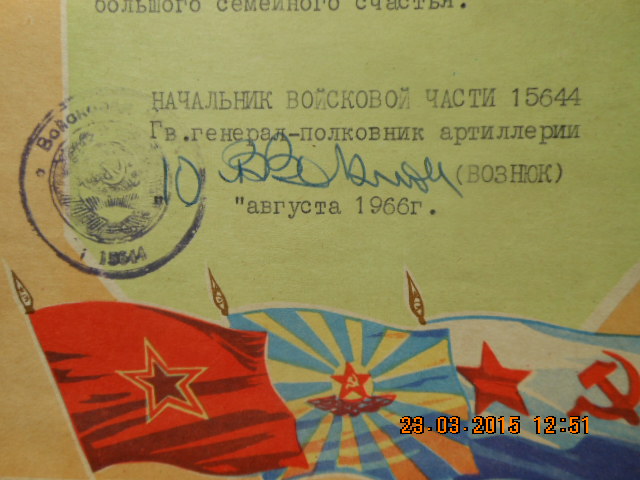 большого семейного счастья.
НАЧАЛЬНИК ВОЙСКОВОЙ ЧАСТИ 15644
Гв.генерал-полковник артиллерии
(ВОЗНЮК)
"10 "августа 1966г.
15644
23.03.2015 12:51